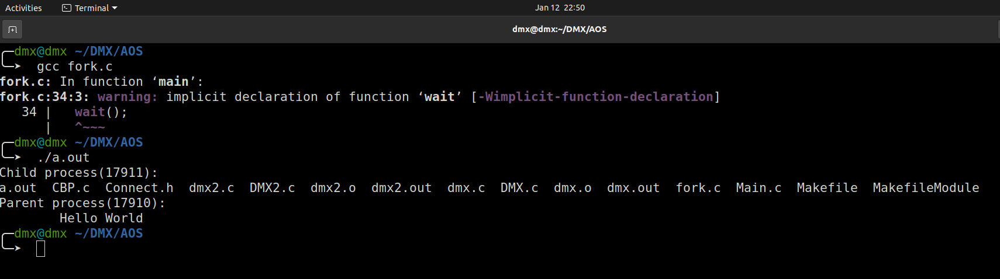 Activities Terminal Jan 12 22:50
dmx@dmx:~/DMX/AOS
dmx@dmx ~/DMX/AOS
➤ gcc fork.c
fork.c: In function ‘main’:
fork.c:34:3: warning: implicit declaration of function ‘wait’ [-Wimplicit-function-declaration]
34 | wait();
| ^~~~
dmx@dmx ~/DMX/AOS
➤ ./a.out
Child process(17911):
a.out CBP.c Connect.h dmx2.c DMX2.c dmx2.o dmx2.out dmx.c DMX.c dmx.o dmx.out fork.c Main.c Makefile MakefileModule
Parent process(17910):
Hello World
dmx@dmx ~/DMX/AOS
➤